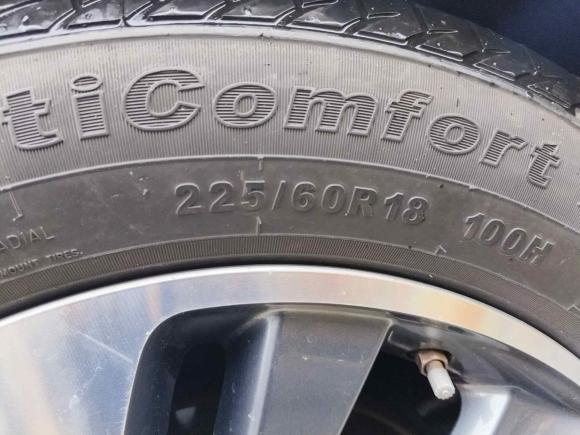 tiComfort
225/60R18 100H
ADIAL
MOUNT TIRES.